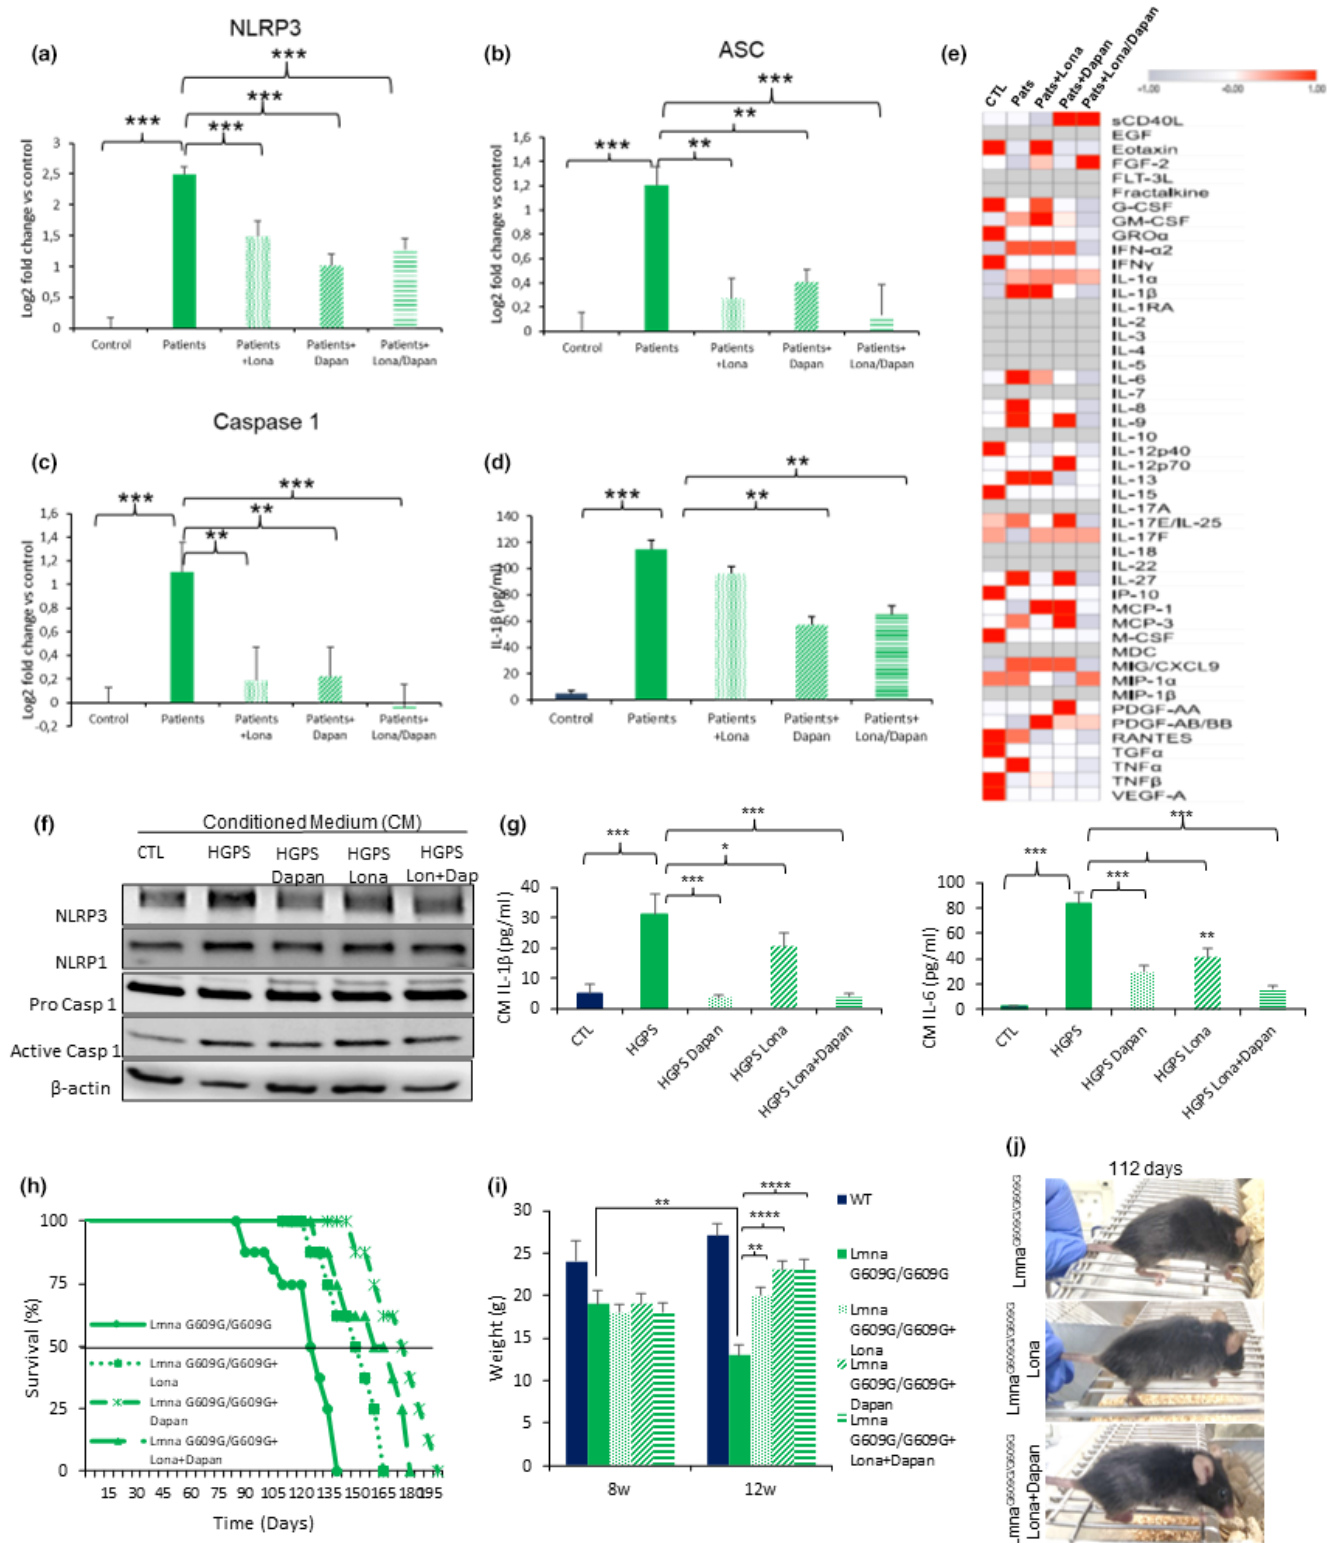 (a)
NLRP3
***
***
***
***
Log2 fold change vs control
3
2,5
2
1,5
1
0,5
0
Control
Patients
Patients +Lona
Patients+ Dapan
Patients+ Lona/Dapan
(b)
ASC
***
**
***
**
Log2 fold change vs control
1,6
1,4
1,2
1
0,8
0,6
0,4
0,2
0
Control
Patients
Patients +Lona
Patients+ Dapan
Patients+ Lona/Dapan
(c)
Caspase 1
***
***
**
**
Log2 fold change vs control
1,6
1,4
1,2
1
0,8
0,6
0,4
0,2
0
-0,2
Control
Patients
Patients +Lona
Patients+ Dapan
Patients+ Lona/Dapan
(d)
**
***
**
IL-1β (pg/ml)
140
120
100
80
60
40
20
0
Control
Patients
Patients +Lona
Patients+ Dapan
Patients+ Lona/Dapan
(e)
CTL
Pats
Pats+Lona
Pats+Dapan
Pats+Lona/Dapan
-1.00
-0.00
1.00
sCD40L
EGF
Eotaxin
FGF-2
FLT-3L
Fractalkine
G-CSF
GM-CSF
GROα
IFN-α2
IFNγ
IL-1α
IL-1β
IL-1RA
IL-2
IL-3
IL-4
IL-5
IL-6
IL-7
IL-8
IL-9
IL-10
IL-12p40
IL-12p70
IL-13
IL-15
IL-17A
IL-17E/IL-25
IL-17F
IL-18
IL-22
IL-27
IP-10
MCP-1
MCP-3
M-CSF
MDC
MIG/CXCL9
MIP-1α
MIP-1β
PDGF-AA
PDGF-AB/BB
RANTES
TGFα
TNFα
TNFβ
VEGF-A
(f)
Conditioned Medium (CM)
CTL
HGPS
HGPS Dapan
HGPS Lona
HGPS Lon+Dap
NLRP3
NLRP1
Pro Casp 1
Active Casp 1
β-actin
(g)
***
***
*
***
CM IL-1β (pg/ml)
40
30
20
10
0
CTL
HGPS
HGPS Dapan
HGPS Lona
HGPS Lona+Dapan
***
***
***
**
CM IL-6 (pg/ml)
100
80
60
40
20
0
CTL
HGPS
HGPS Dapan
HGPS Lona
HGPS Lona+Dapan
(h)
Survival (%)
100
75
50
25
0
Lmna G609G/G609G
Lmna G609G/G609G+
Lona
Lmna G609G/G609G+
Dapan
Lmna G609G/G609G+
Lona+Dapan
15 30 45 60 75 90 105 120 135 150 165 180 195
Time (Days)
(i)
**
****
****
**
Weight (g)
30
25
20
15
10
5
0
8w
12w
WT
Lmna
G609G/G609G
Lmna
G609G/G609G+
Lona
Lmna
G609G/G609G+
Dapan
Lmna
G609G/G609G+
Lona+Dapan
(j)
112 days
Lmna G609G/G609G
Lmna G609G/G609G
Lona
Lmna G609G/G609G
Lona+Dapan